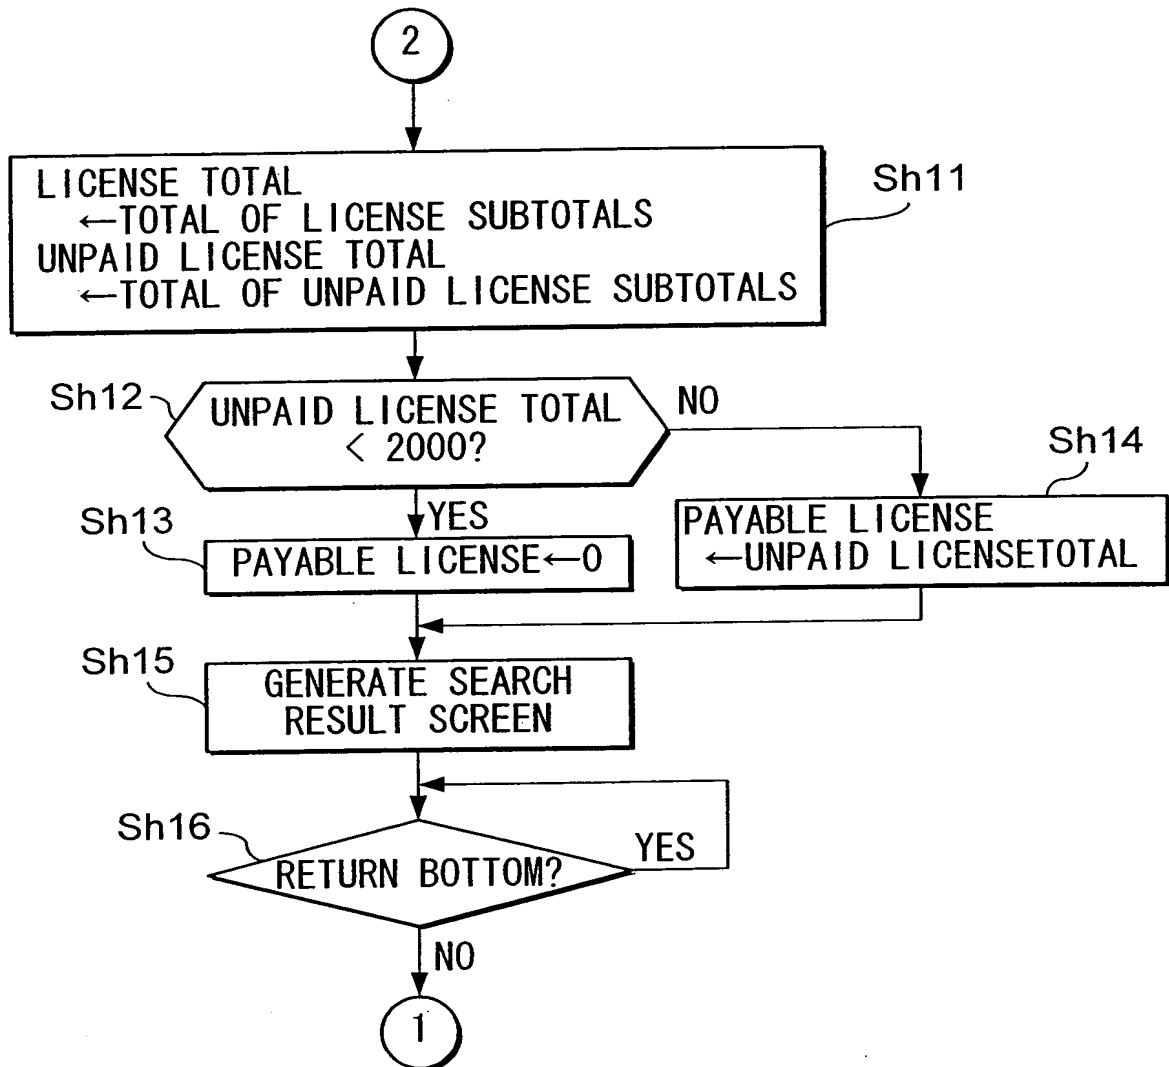 2
LICENSE TOTAL
←TOTAL OF LICENSE SUBTOTALS
UNPAID LICENSE TOTAL
←TOTAL OF UNPAID LICENSE SUBTOTALS
Sh11
Sh12
UNPAID LICENSE TOTAL
< 2000?
NO
Sh14
YES
Sh13
PAYABLE LICENSE←0
PAYABLE LICENSE
←UNPAID LICENSETOTAL
Sh15
GENERATE SEARCH
RESULT SCREEN
Sh16
RETURN BOTTOM?
YES
NO
1